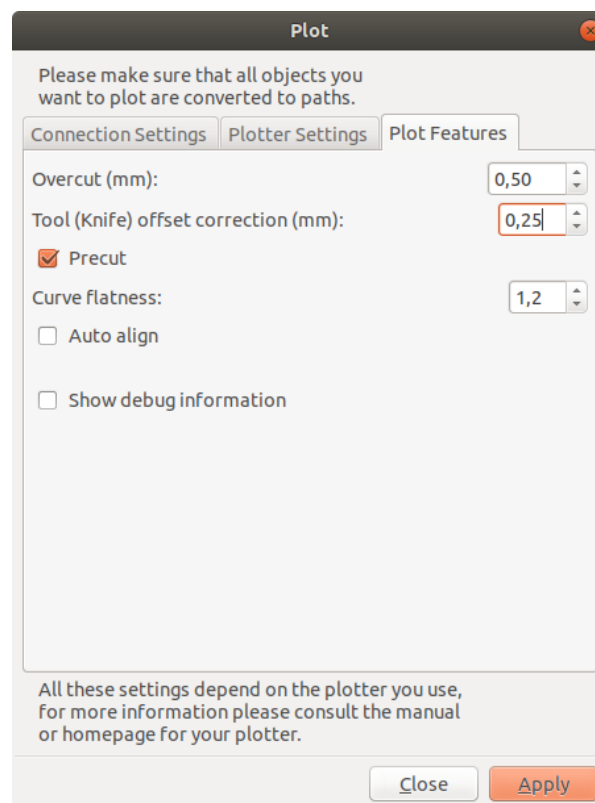 Plot
Please make sure that all objects you
want to plot are converted to paths.
Connection Settings Plotter Settings Plot Features
Overcut (mm): 0,50
Tool (Knife) offset correction (mm): 0,25
Precut
Curve flatness: 1,2
Auto align
Show debug information
All these settings depend on the plotter you use,
for more information please consult the manual
or homepage for your plotter.
Close Apply